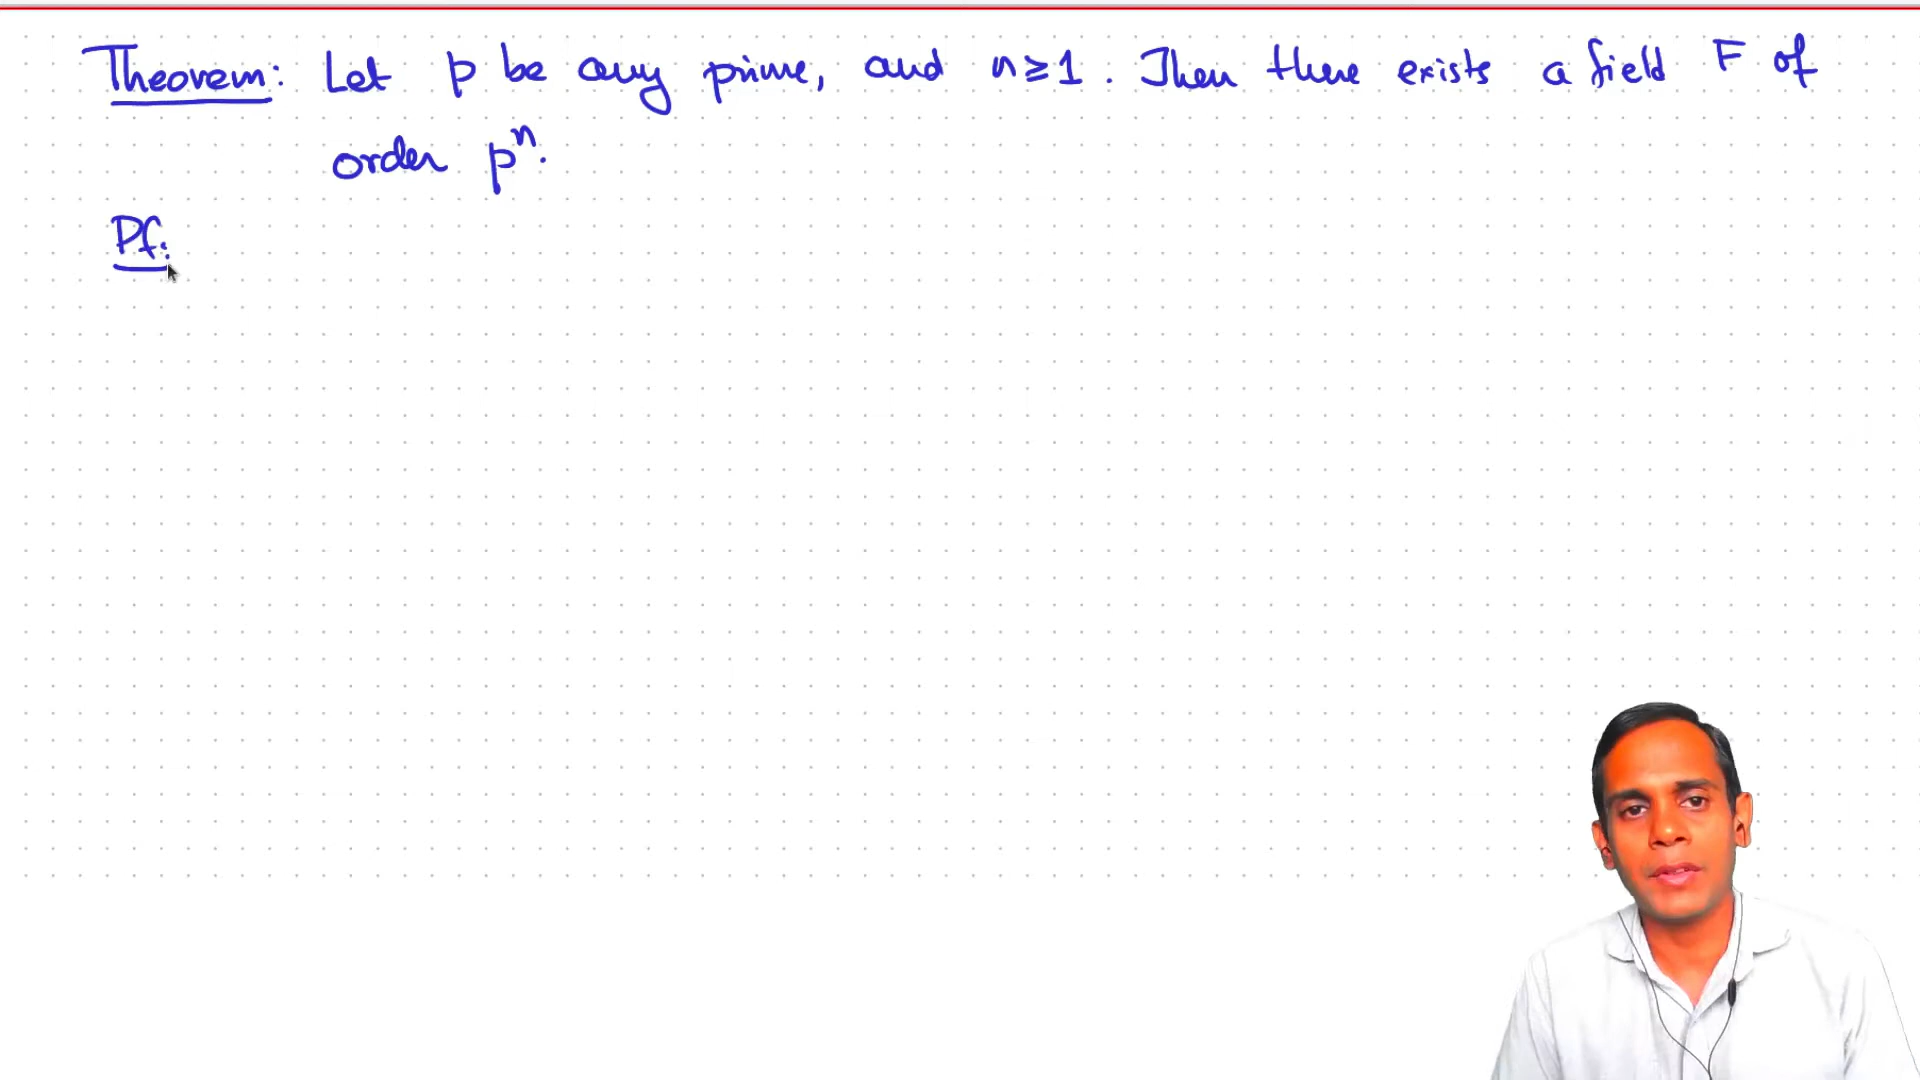 Theorem: Let p be any prime, and n ≥ 1. Then there exists a field F of
order pⁿ.
Pf: